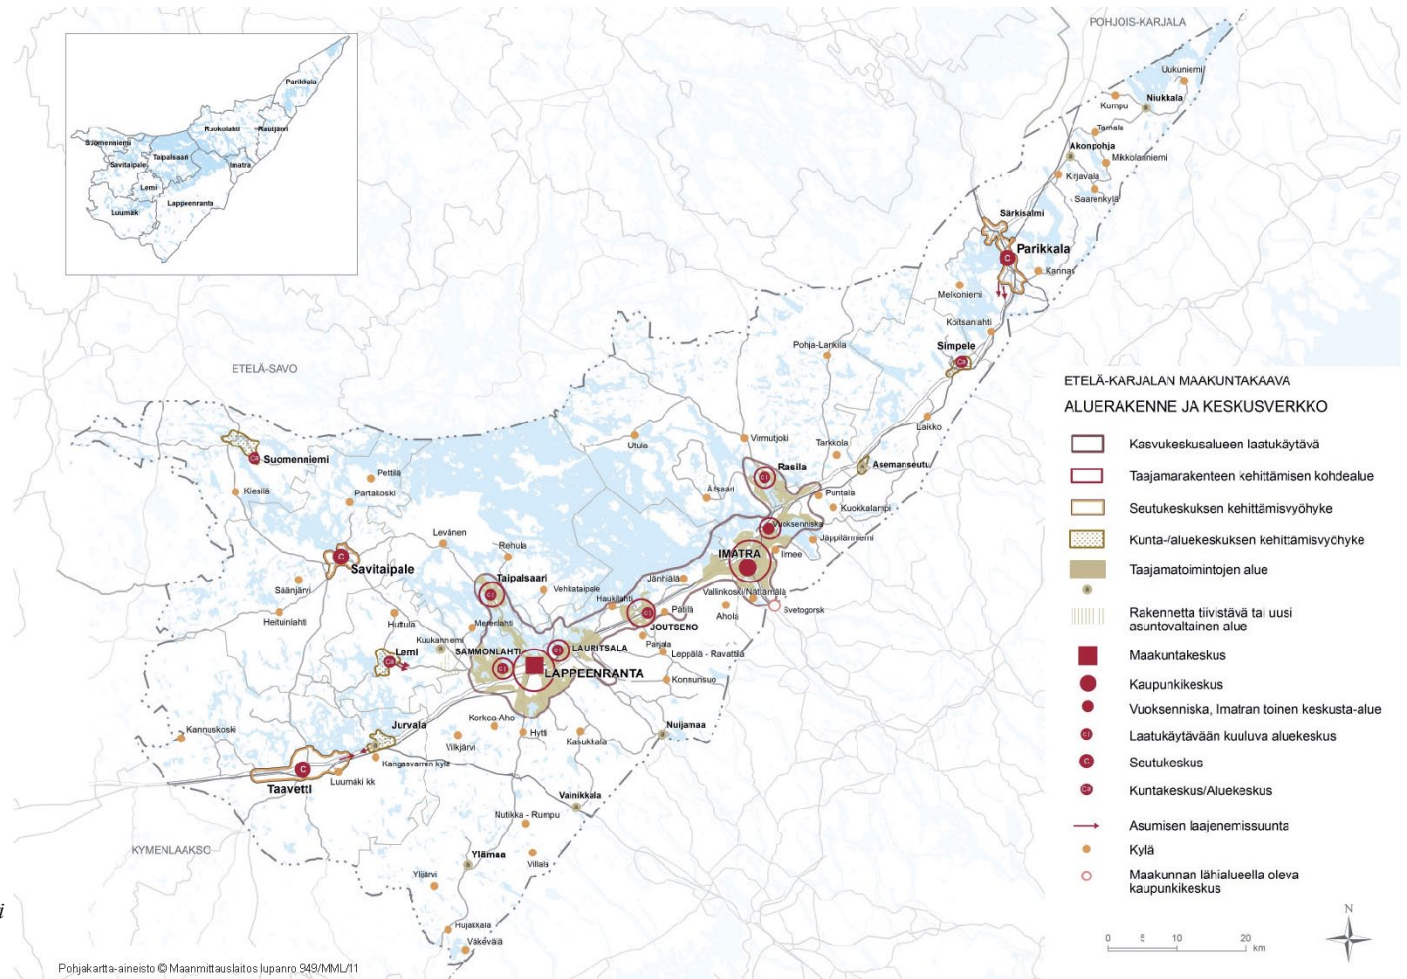 POHJOIS-KARJALA
Parikkala
Ruokolahti
Rautjärvi
Suomenniemi
Taipalsaari
Savitaipale
Imatra
Lemi
Lappeenranta
Luumäki
Uukuniemi
Kumpu
Niukkala
Tarnala
Akonpohja
Mikkolanniemi
Kirjavala
Saarenkylä
Särkisalmi
Parikkala
Kannas
Melkoniemi
Koitsanlahti
Simpele
Pohja-Lankila
ETELÄ-SAVO
Laikko
Utula
Virmutjoki
Tarkkola
Asemanseutu
Rasila
Suomenniemi
Pettilä
Kiesilä
Partakoski
Äitsaari
Puntala
Kuokkalampi
Vuoksenniska
Jäppilänniemi
Levänen
Rehula
IMATRA
Imee
Savitaipale
Taipalsaari
Jänhiälä
Säänjärvi
Vehkataipale
Vallinkoski/Nättämälä
Haukilahti
Heituinlahti
Pätilä
Ahola
Svetogorsk
Huttula
Merenlahti
JOUTSENO
Kuukanniemi
Parjala
SAMMONLAHTI
LAURITSALA
Leppälä - Ravattila
Lemi
LAPPEENRANTA
Konnunsuo
Jurvala
Korkea-Aho
Nuijamaa
Kannuskoski
Vilkjärvi
Hytti
Kasukkala
Kangasvarren kylä
Luumäki kk
Taavetti
Vainikkala
Nutikka - Rumpu
KYMENLAAKSO
Ylämaa
Villala
Ylijärvi
Hujakkala
Väkevälä
ETELÄ-KARJALAN MAAKUNTAKAAVA
ALUERAKENNE JA KESKUSVERKKO
Kasvukeskusalueen laatukäytävä
Taajamarakenteen kehittämisen kohdealue
Seutukeskuksen kehittämisvyöhyke
Kunta-/aluekeskuksen kehittämisvyöhyke
Taajamatoimintojen alue
Rakennetta tiivistävä tai uusi
asuntovaltainen alue
Maakuntakeskus
Kaupunkikeskus
Vuoksenniska, Imatran toinen keskusta-alue
Laatukäytävään kuuluva aluekeskus
Seutukeskus
Kuntakeskus/Aluekeskus
Asumisen laajenemissuunta
Kylä
Maakunnan lähialueella oleva
kaupunkikeskus
N
0 5 10 20
km
i
Pohjakartta-aineisto © Maanmittauslaitos lupanro 949/MML/11